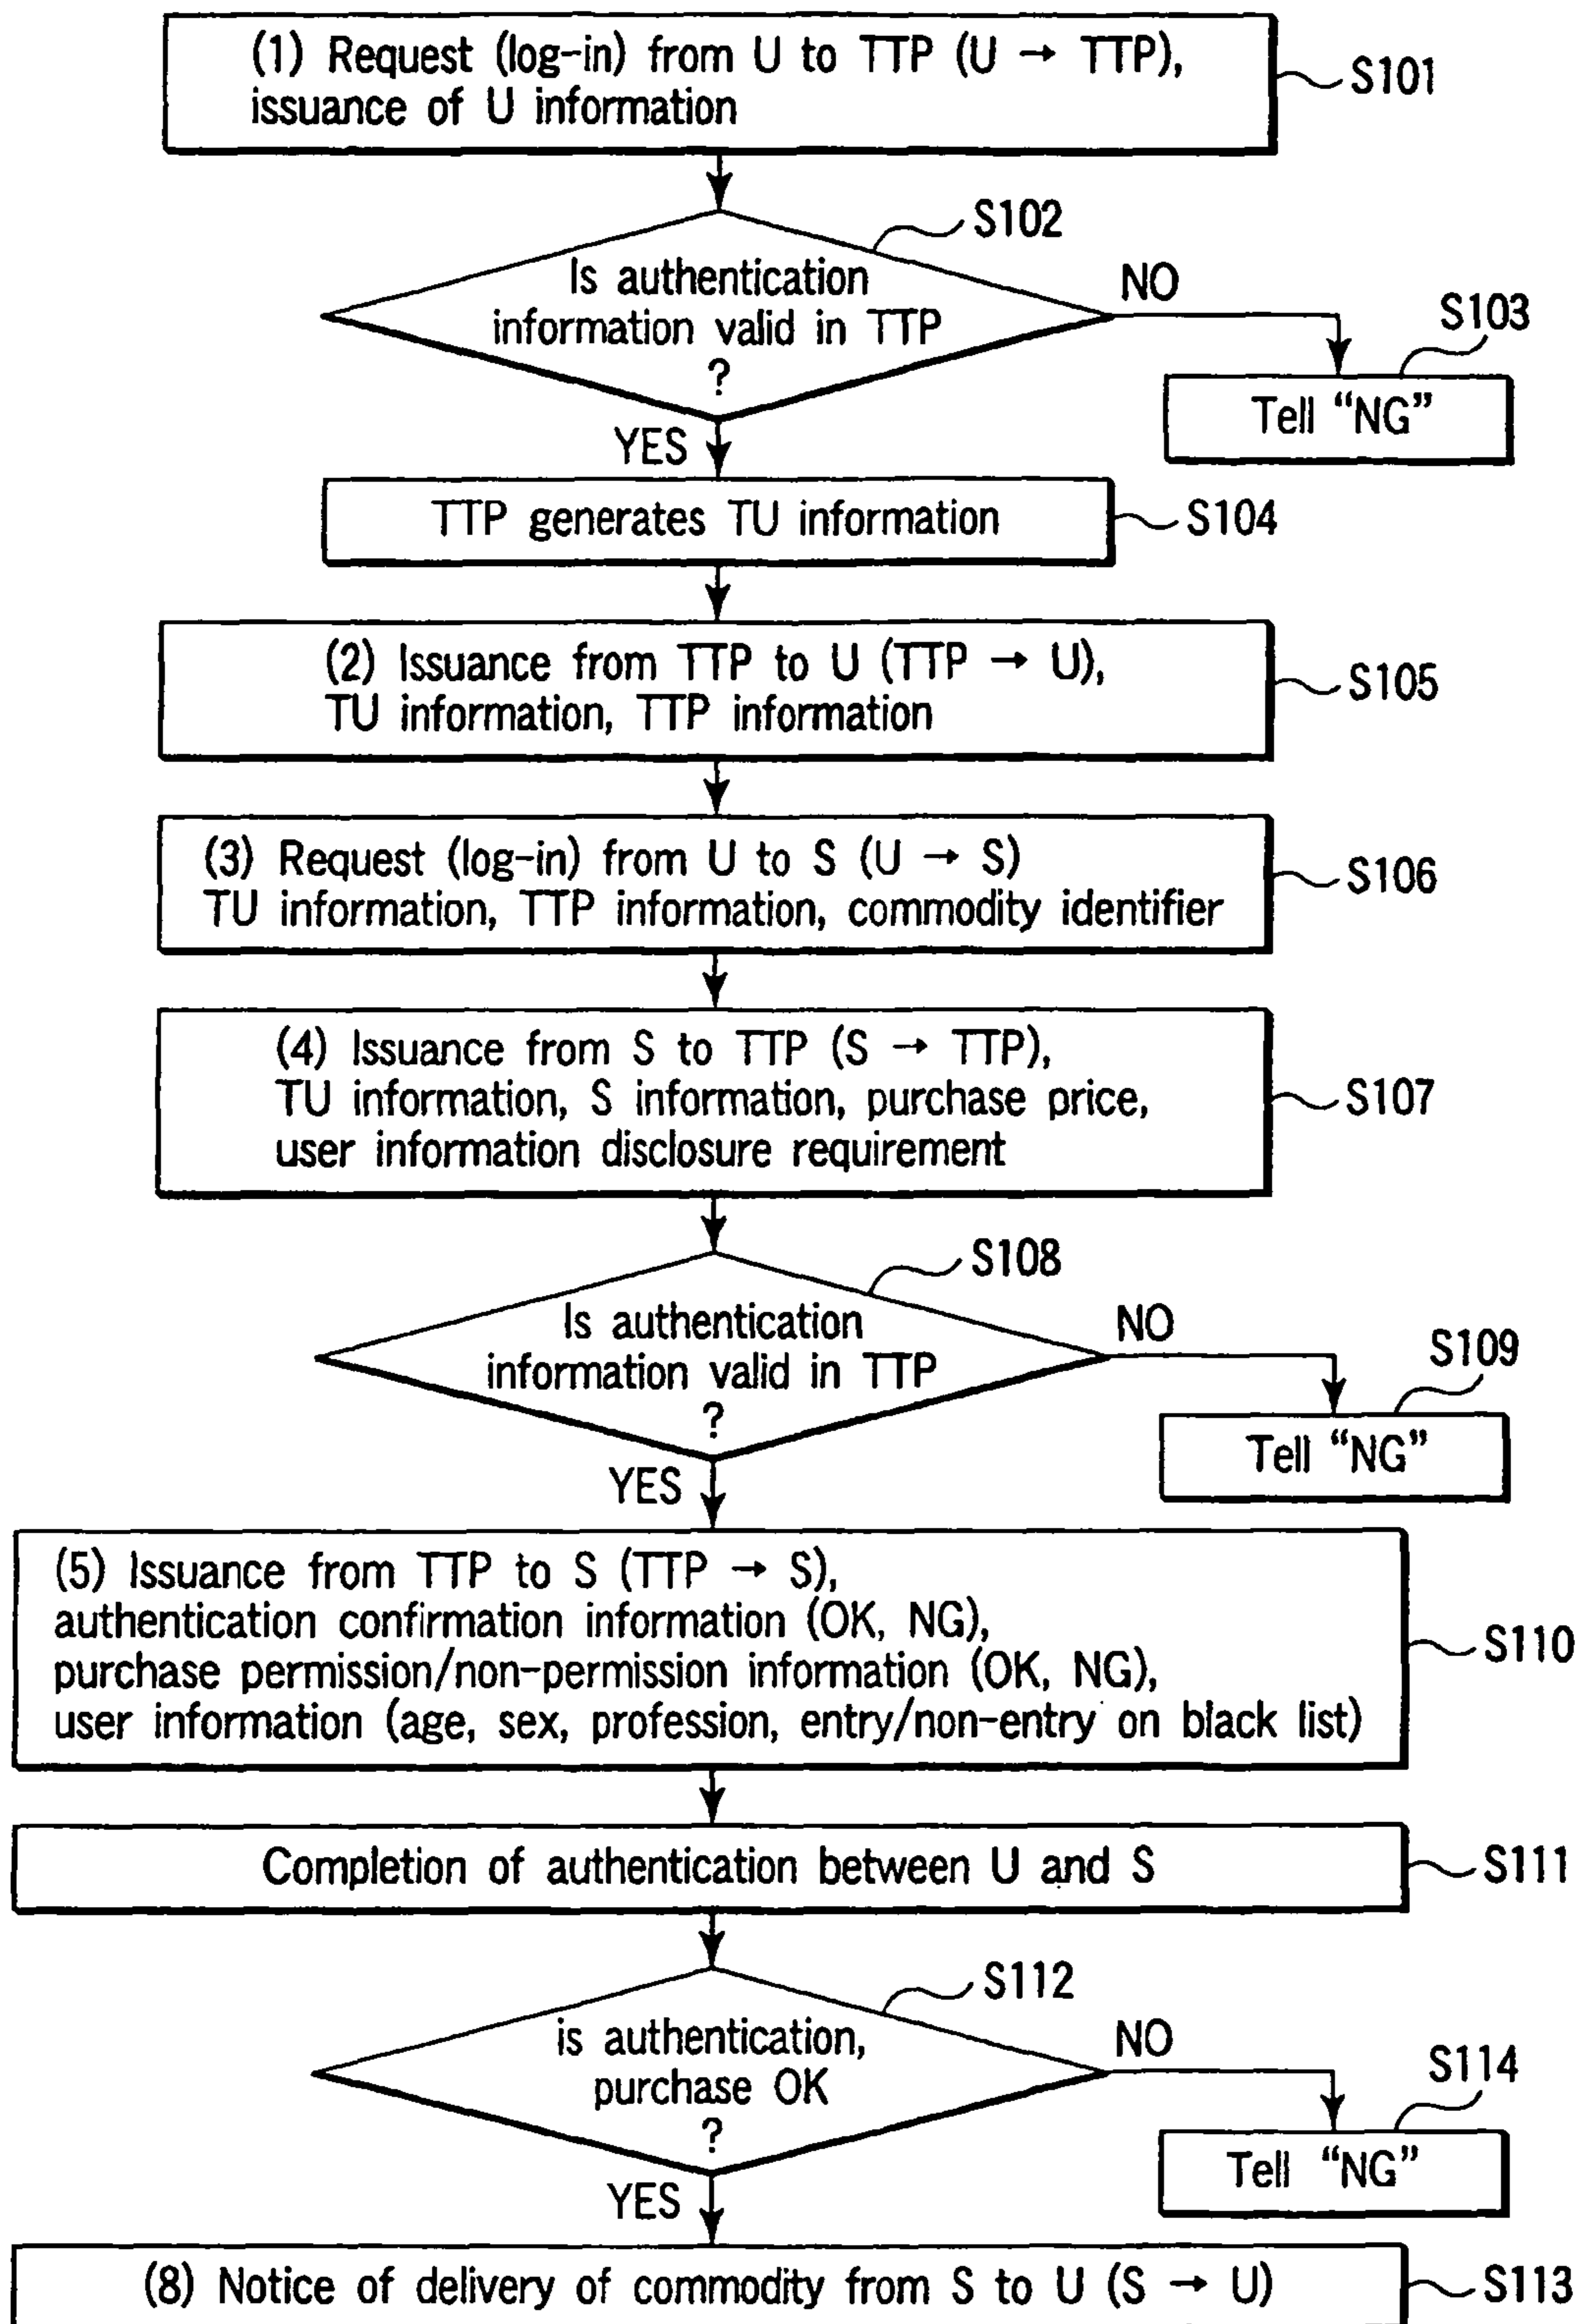 (1) Request (log-in) from U to TTP (U → TTP),
issuance of U information
S101
S102
Is authentication
information valid in TTP
?
NO
S103
Tell “NG”
YES
TTP generates TU information
S104
(2) Issuance from TTP to U (TTP → U),
TU information, TTP information
S105
(3) Request (log-in) from U to S (U → S)
TU information, TTP information, commodity identifier
S106
(4) Issuance from S to TTP (S → TTP),
TU information, S information, purchase price,
user information disclosure requirement
S107
S108
Is authentication
information valid in TTP
?
NO
S109
Tell “NG”
YES
(5) Issuance from TTP to S (TTP → S),
authentication confirmation information (OK, NG),
purchase permission/non-permission information (OK, NG),
user information (age, sex, profession, entry/non-entry on black list)
S110
Completion of authentication between U and S
S111
S112
is authentication,
purchase OK
?
NO
S114
Tell “NG”
YES
(8) Notice of delivery of commodity from S to U (S → U)
S113